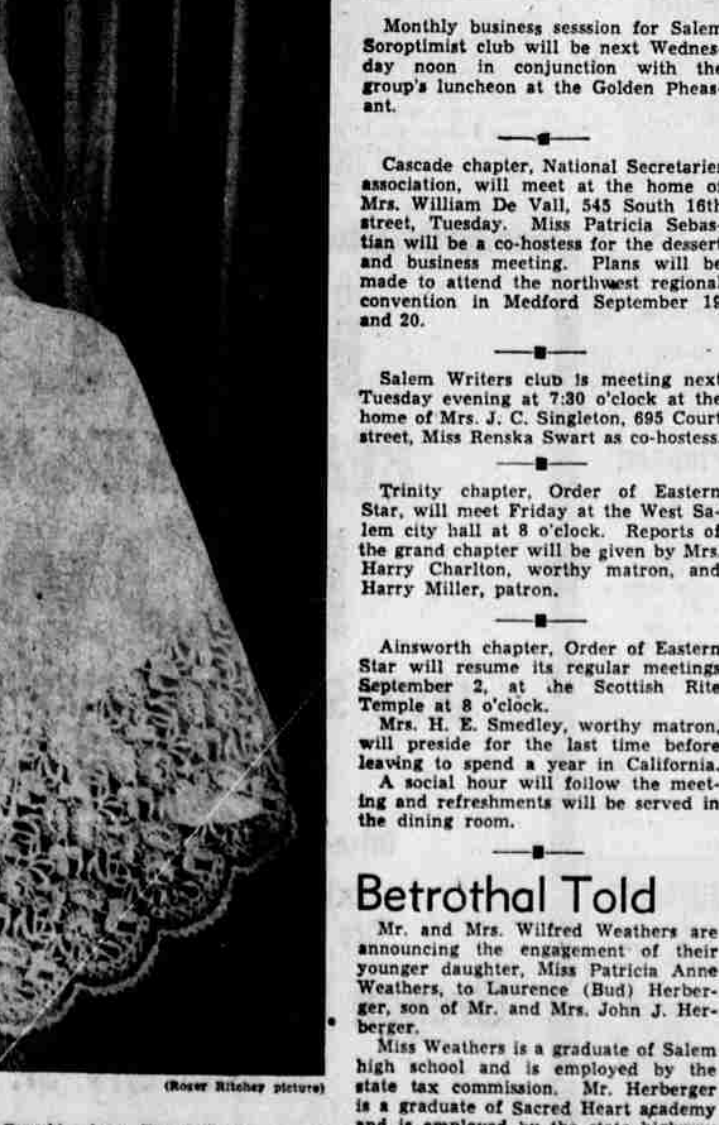 Monthly business sesssion for Salem
Soroptimist club will be next Wednes-
day noon in conjunction with the
group's luncheon at the Golden Pheas-
ant.
Cascade chapter, National Secretaries
association, will meet at the home of
Mrs. William De Vall, 545 South 16th
street, Tuesday. Miss Patricia Sebas-
tian will be a co-hostess for the dessert
and business meeting. Plans will be
made to attend the northwest regional
convention in Medford September 19
and 20.
Salem Writers club is meeting next
Tuesday evening at 7:30 o'clock at the
home of Mrs. J. C. Singleton, 695 Court
street, Miss Renska Swart as co-hostess.
Trinity chapter, Order of Eastern
Star, will meet Friday at the West Sa-
lem city hall at 8 o'clock. Reports of
the grand chapter will be given by Mrs.
Harry Charlton, worthy matron, and
Harry Miller, patron.
Ainsworth chapter, Order of Eastern
Star will resume its regular meetings
September 2, at the Scottish Rite
Temple at 8 o'clock.
Mrs. H. E. Smedley, worthy matron,
will preside for the last time before
leaving to spend a year in California.
A social hour will follow the meet-
ing and refreshments will be served in
the dining room.
Betrothal Told
Mr. and Mrs. Wilfred Weathers are
announcing the engagement of their
younger daughter, Miss Patricia Anne
Weathers, to Laurence (Bud) Herber-
ger, son of Mr. and Mrs. John J. Her-
berger.
Miss Weathers is a graduate of Salem
high school and is employed by the
state tax commission. Mr. Herberger
is a graduate of Sacred Heart academy
and is employed by the state highway
(Roser Ritchey picture)